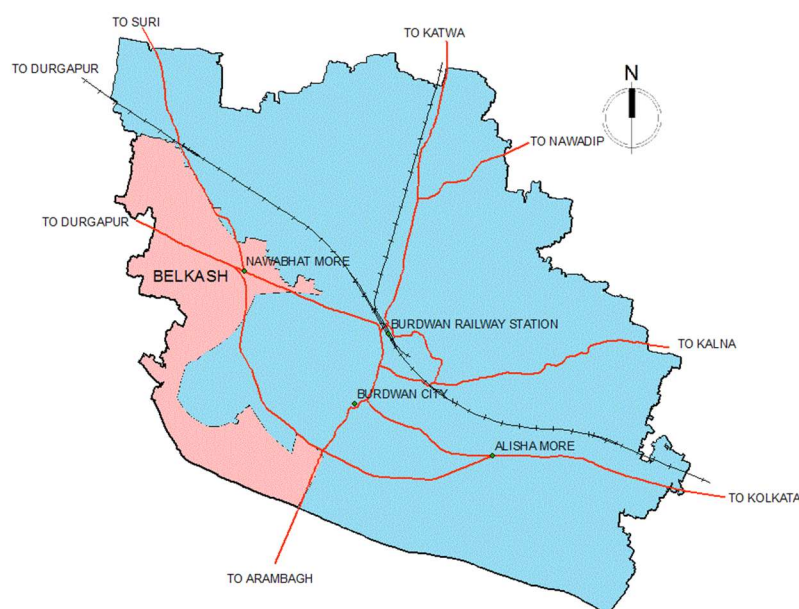 TO SURI
TO KATWA
TO DURGAPUR
N
TO NAWADIP
TO DURGAPUR
NAWABHAT MORE
BELKASH
BURDWAN RAILWAY STATION
TO KALNA
BURDWAN CITY
ALISHA MORE
TO KOLKATA
TO ARAMBAGH